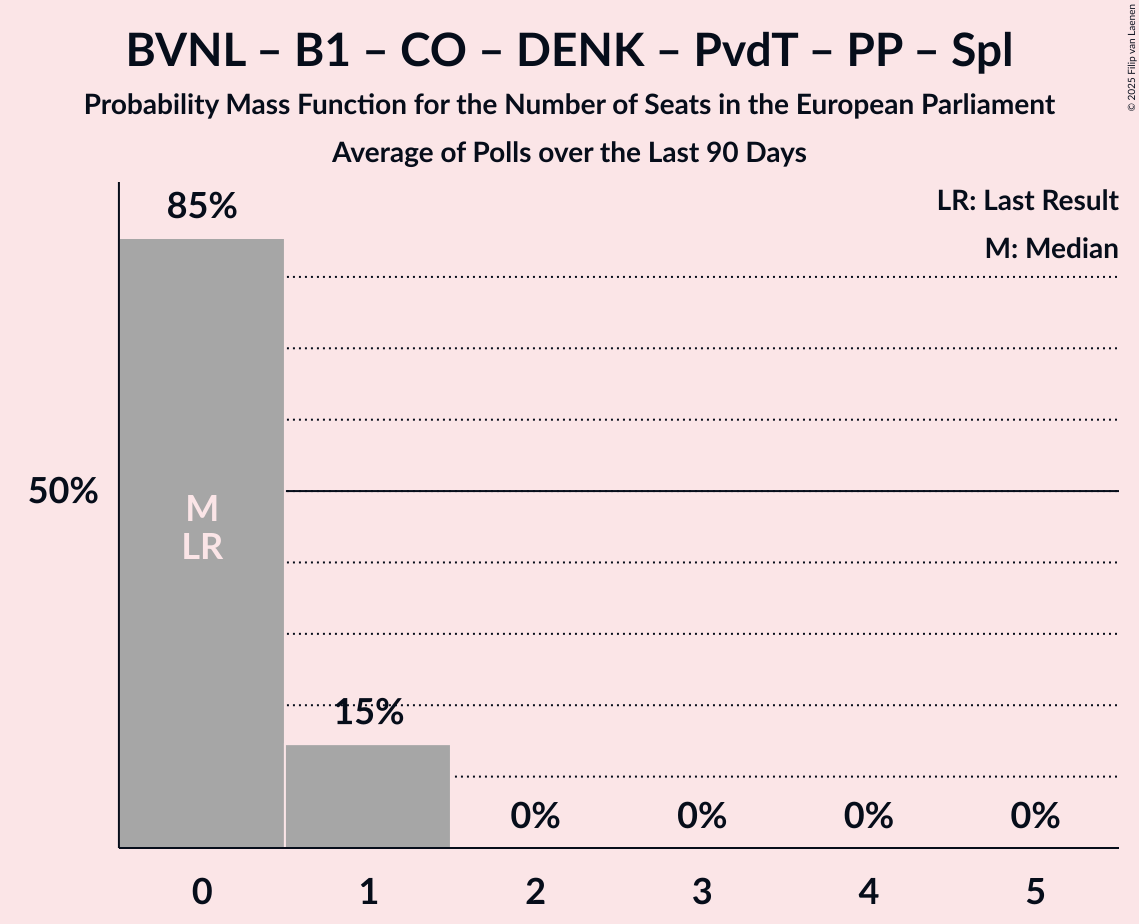 BVNL – B1 – CO – DENK – PvdT – PP – Spl
Probability Mass Function for the Number of Seats in the European Parliament
Average of Polls over the Last 90 Days
© 2025 Filip van Laenen
LR: Last Result
M: Median
85%
50%
M
LR
15%
0% 0% 0% 0%
0 1 2 3 4 5